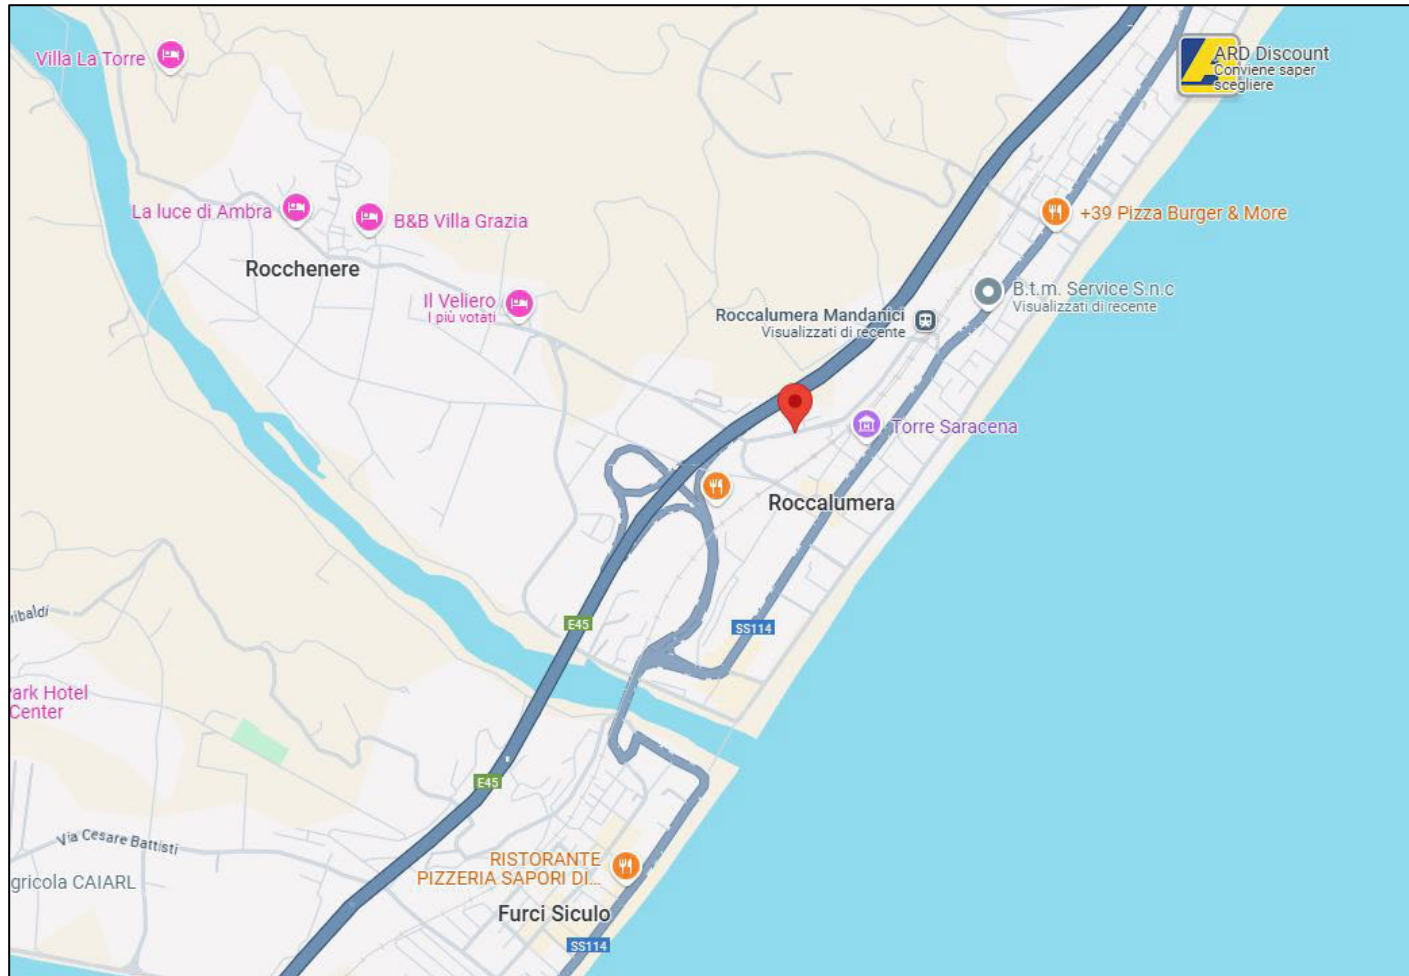 Villa La Torre
ARD Discount
Conviene saper
scegliere
La luce di Ambra
B&B Villa Grazia
+39 Pizza Burger & More
Rocchenere
Il Veliero
I più votati
B.t.m. Service S.n.c
Visualizzati di recente
Roccalumera Mandanici
Visualizzati di recente
Torre Saracena
Roccalumera
ibaldi
E45
SS114
ark Hotel
Center
E45
Via Cesare Battisti
RISTORANTE
PIZZERIA SAPORI DI...
gricola CAIARL
Furci Siculo
SS114